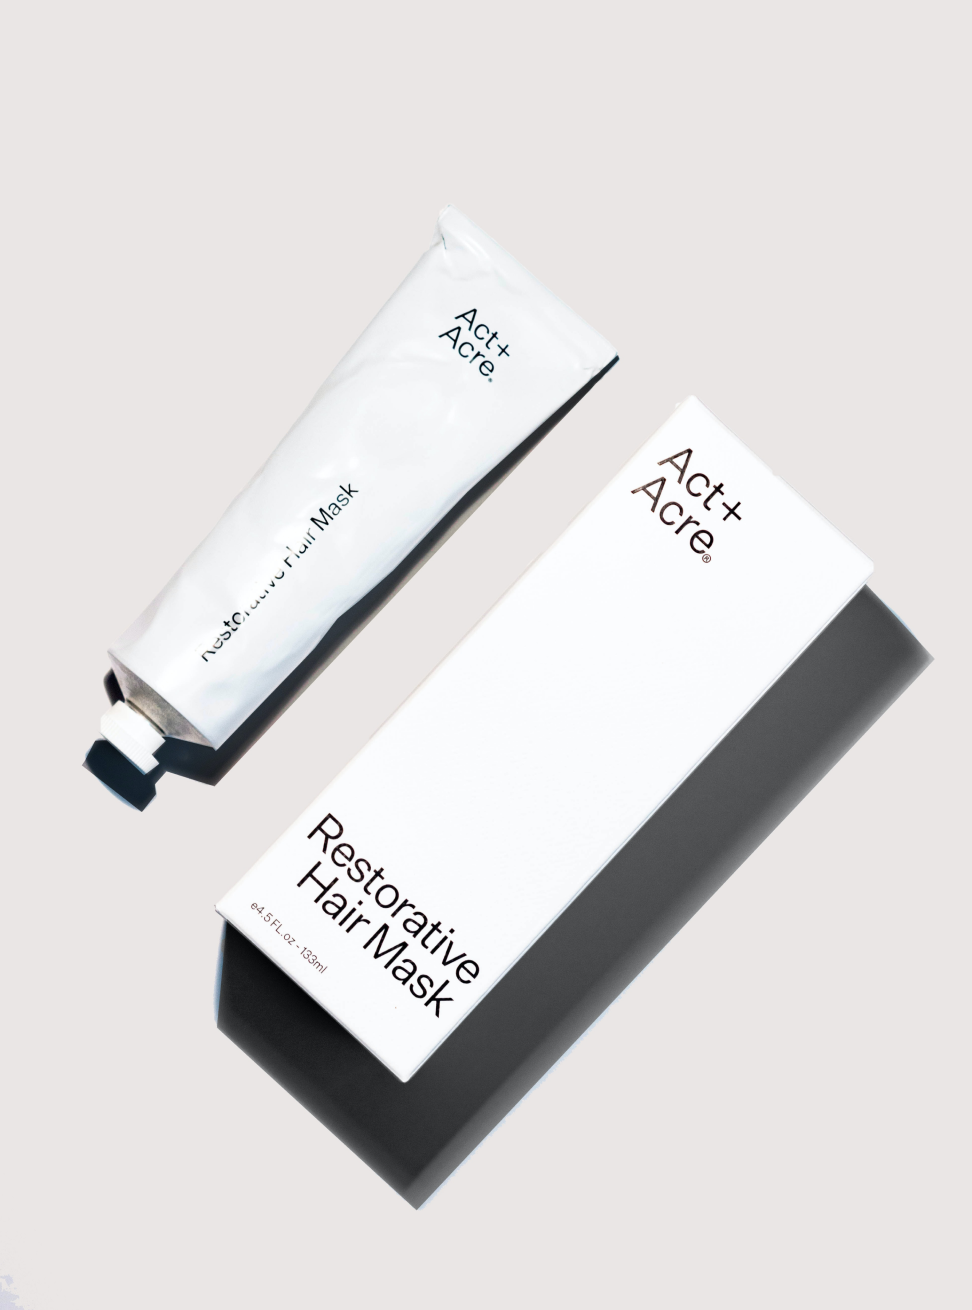 Act+
Acre®
Restorative Hair Mask
Act+
Acre®
Restorative
Hair Mask
e4.5 FL.oz - 133ml